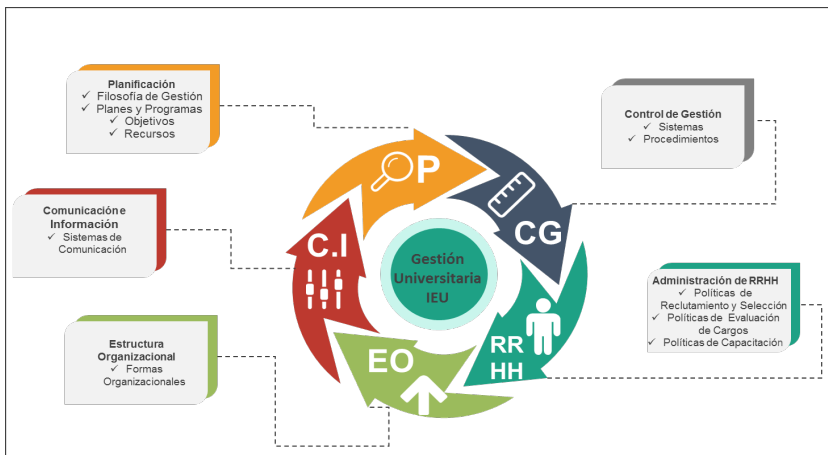 Planificación
✓ Filosofía de Gestión
✓ Planes y Programas
✓ Objetivos
✓ Recursos
Control de Gestión
✓ Sistemas
✓ Procedimientos
P
CG
Comunicación e
Información
✓ Sistemas de
Comunicación
C.I
Gestión
Universitaria
IEU
Administración de RRHH
✓ Políticas de
Reclutamiento y Selección
✓ Políticas de Evaluación
de Cargos
✓ Políticas de Capacitación
Estructura
Organizacional
✓ Formas
Organizacionales
EO
RR
HH